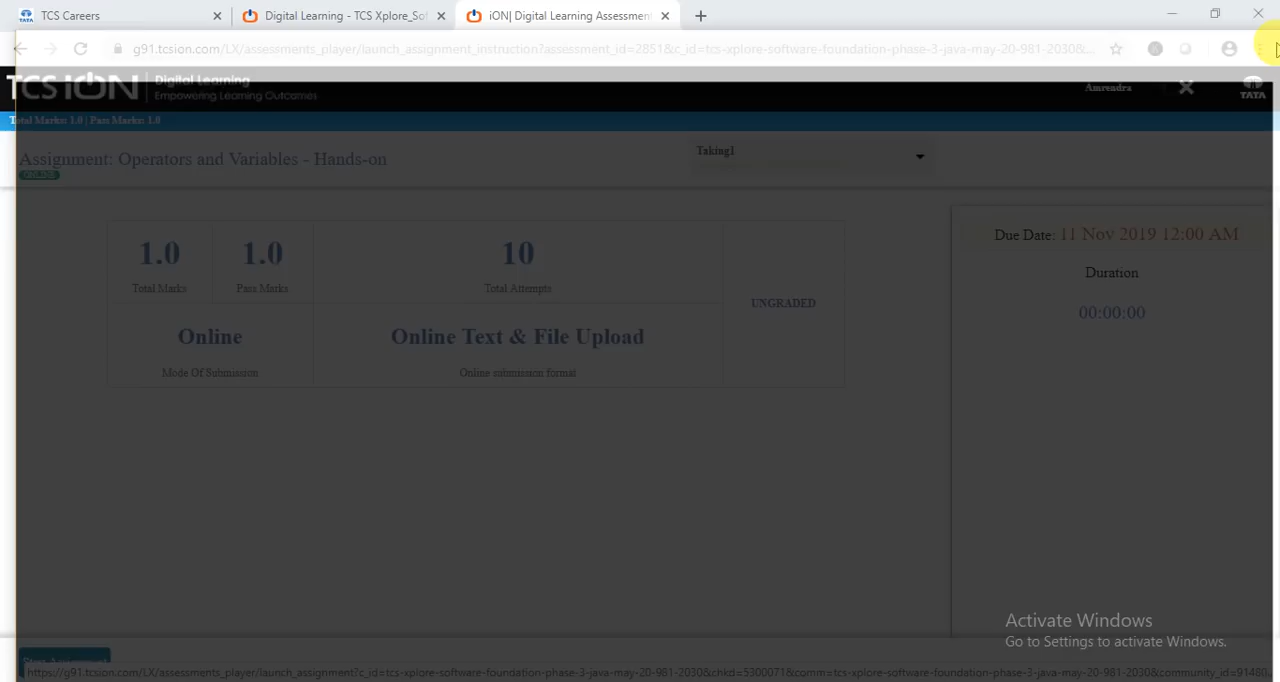 TCS Careers
Digital Learning - TCS Xplore_Sof
iON| Digital Learning Assessment
g91.tcsion.com/LX/assessments_player/launch_assignment_instruction?assessment_id=2851&c_id=tcs-xplore-software-foundation-phase-3-java-may-20-981-2030&...
TCS iON
Digital Learning
Empowering Learning Outcomes
Amrendra
TATA
Total Marks: 1.0 | Pass Marks: 1.0
Assignment: Operators and Variables - Hands-on
ONLINE
Taking1
1.0
Total Marks
1.0
Pass Marks
10
Total Attempts
UNGRADED
Online
Mode Of Submission
Online Text & File Upload
Online submission format
Due Date: 11 Nov 2019 12:00 AM
Duration
00:00:00
Activate Windows
Go to Settings to activate Windows.
Start Assignment
https://g91.tcsion.com/LX/assessments_player/launch_assignment?c_id=tcs-xplore-software-foundation-phase-3-java-may-20-981-2030&chkd=5300071&comm=tcs-xplore-software-foundation-phase-3-java-may-20-981-2030&community_id=91480...